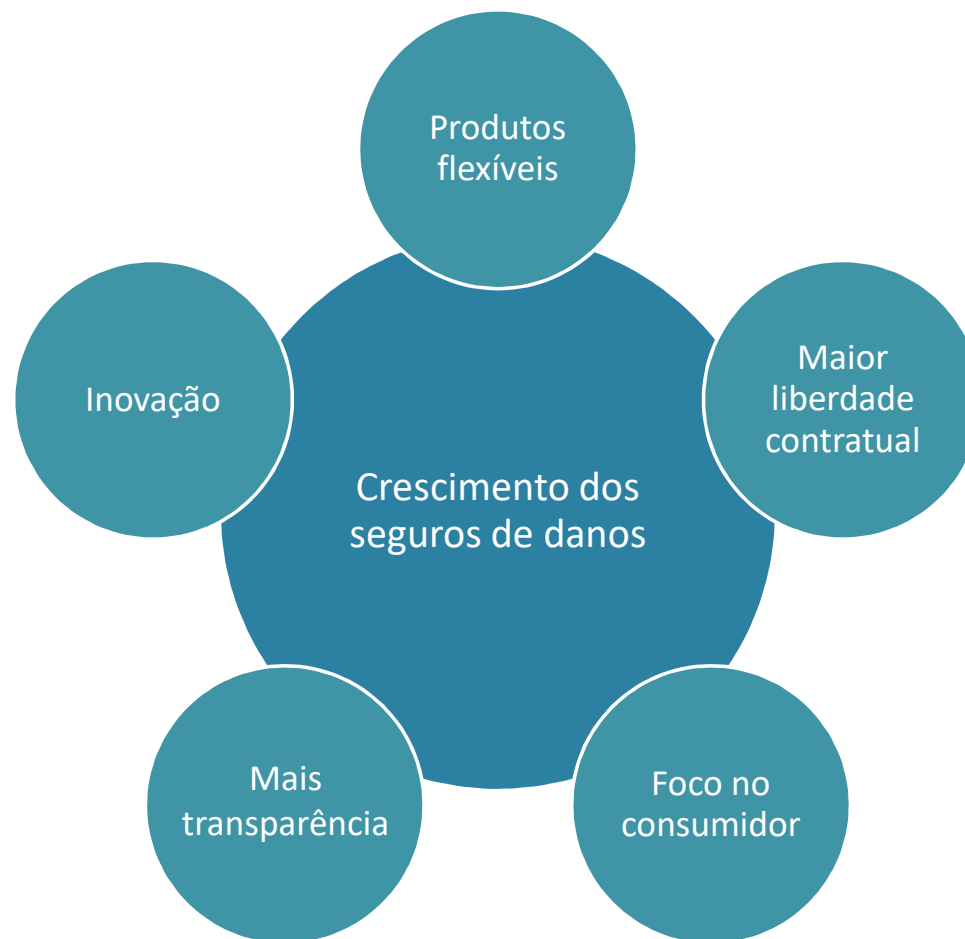 Produtos
flexíveis
Maior
liberdade
contratual
Inovação
Crescimento dos
seguros de danos
Foco no
consumidor
Mais
transparência